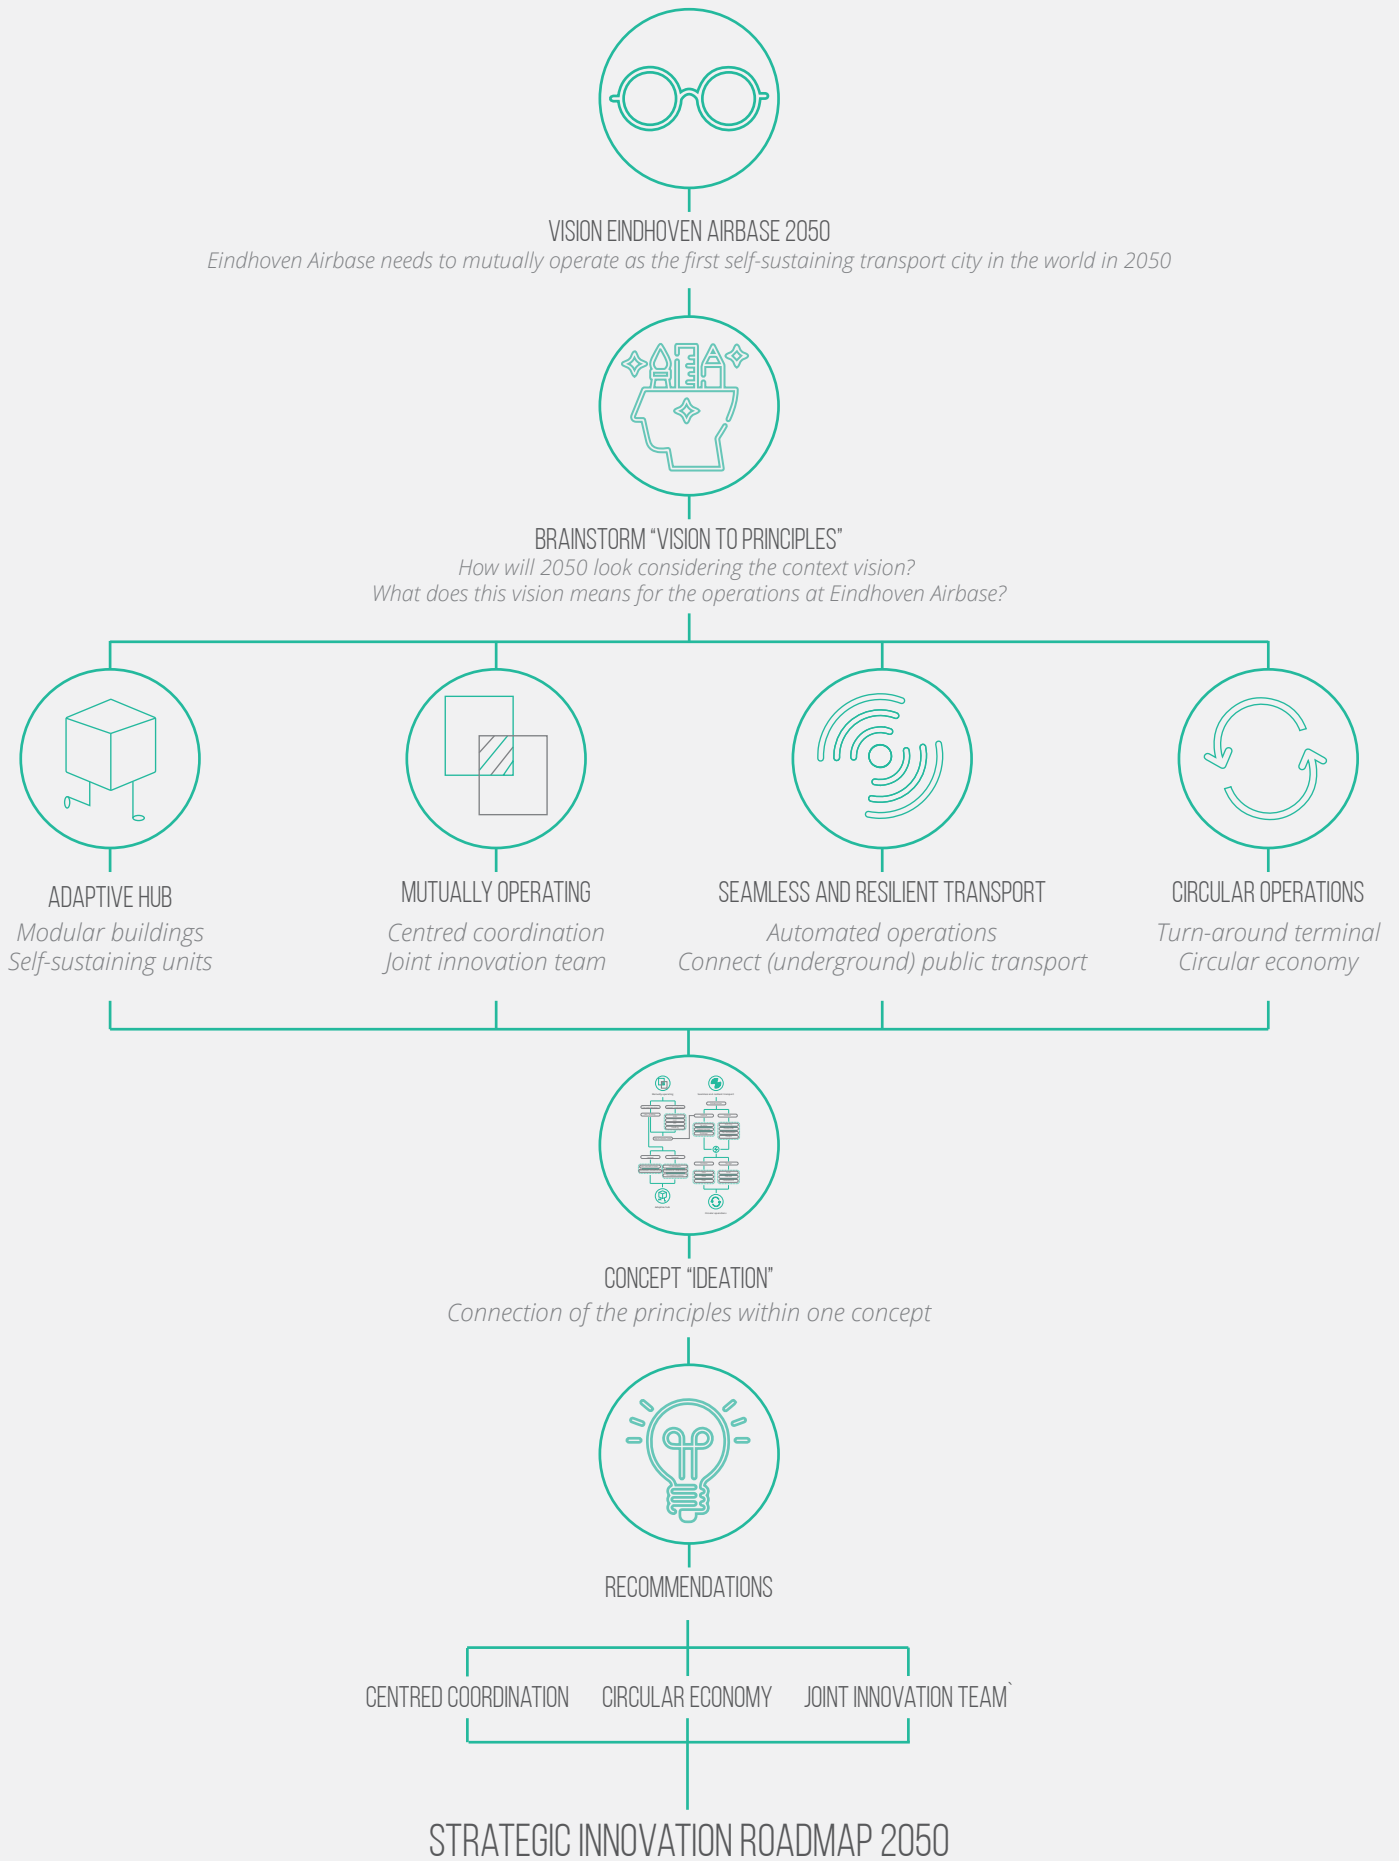 VISION EINDHOVEN AIRBASE 2050
Eindhoven Airbase needs to mutually operate as the first self-sustaining transport city in the world in 2050
BRAINSTORM “VISION TO PRINCIPLES”
How will 2050 look considering the context vision?
What does this vision means for the operations at Eindhoven Airbase?
ADAPTIVE HUB
Modular buildings
Self-sustaining units
MUTUALLY OPERATING
Centred coordination
Joint innovation team
SEAMLESS AND RESILIENT TRANSPORT
Automated operations
Connect (underground) public transport
CIRCULAR OPERATIONS
Turn-around terminal
Circular economy
CONCEPT “IDEATION”
Connection of the principles within one concept
RECOMMENDATIONS
CENTRED COORDINATION
CIRCULAR ECONOMY
JOINT INNOVATION TEAM`
STRATEGIC INNOVATION ROADMAP 2050